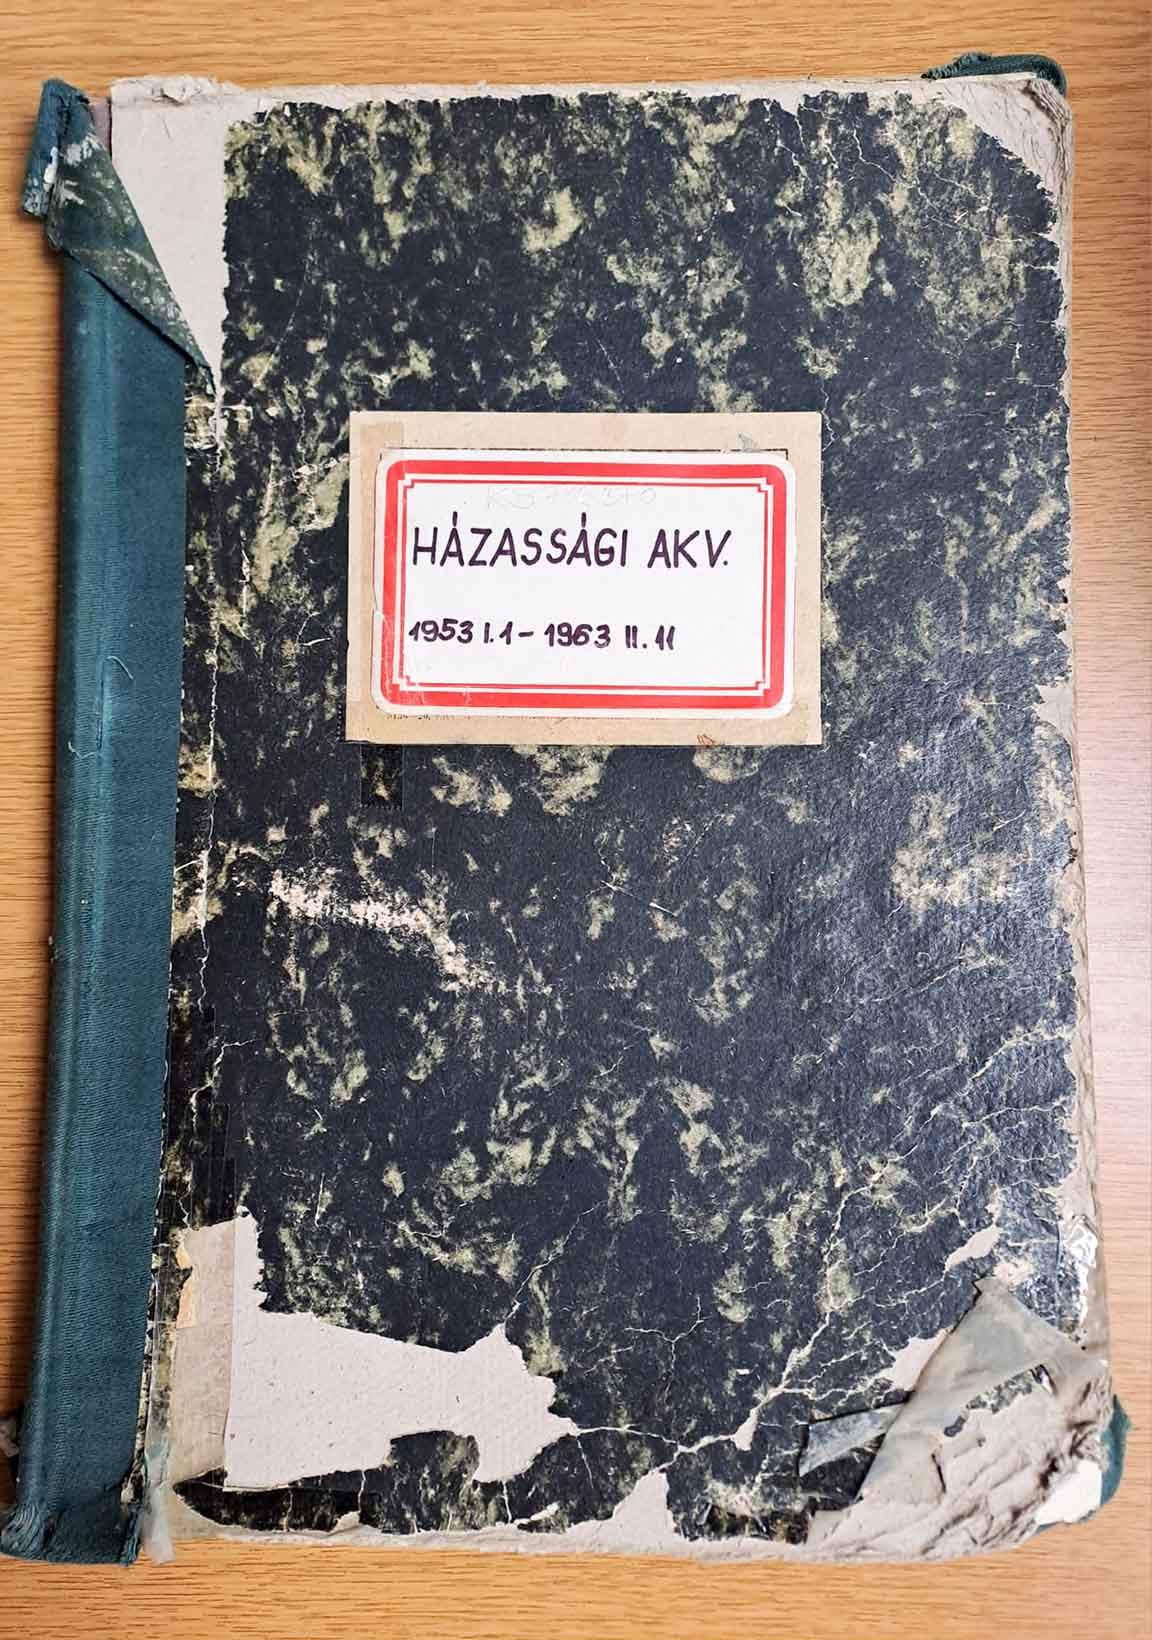 HÁZASSÁGI AKV.
1953 I.1 - 1963 II.11